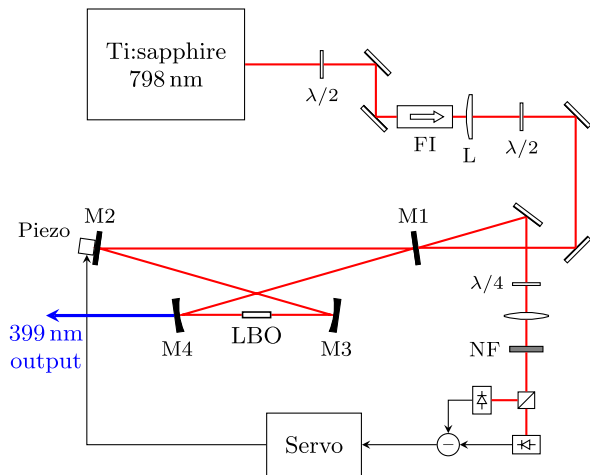 Ti:sapphire
798 nm
λ/2
FI
L
λ/2
M2
M1
Piezo
λ/4
399 nm
output
M4
LBO
M3
NF
Servo
−